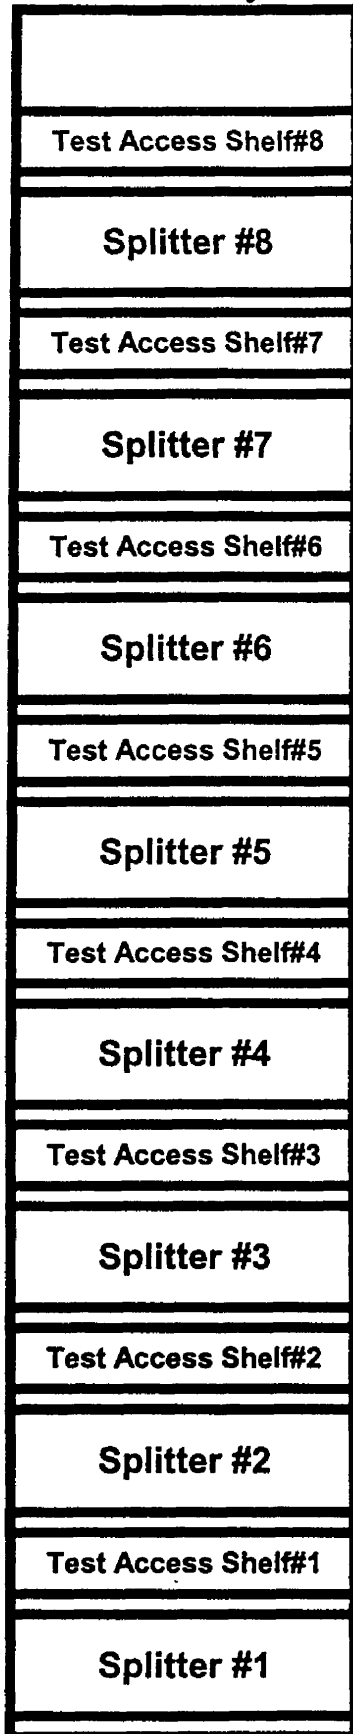 Test Access Shelf#8
Splitter #8
Test Access Shelf#7
Splitter #7
Test Access Shelf#6
Splitter #6
Test Access Shelf#5
Splitter #5
Test Access Shelf#4
Splitter #4
Test Access Shelf#3
Splitter #3
Test Access Shelf#2
Splitter #2
Test Access Shelf#1
Splitter #1